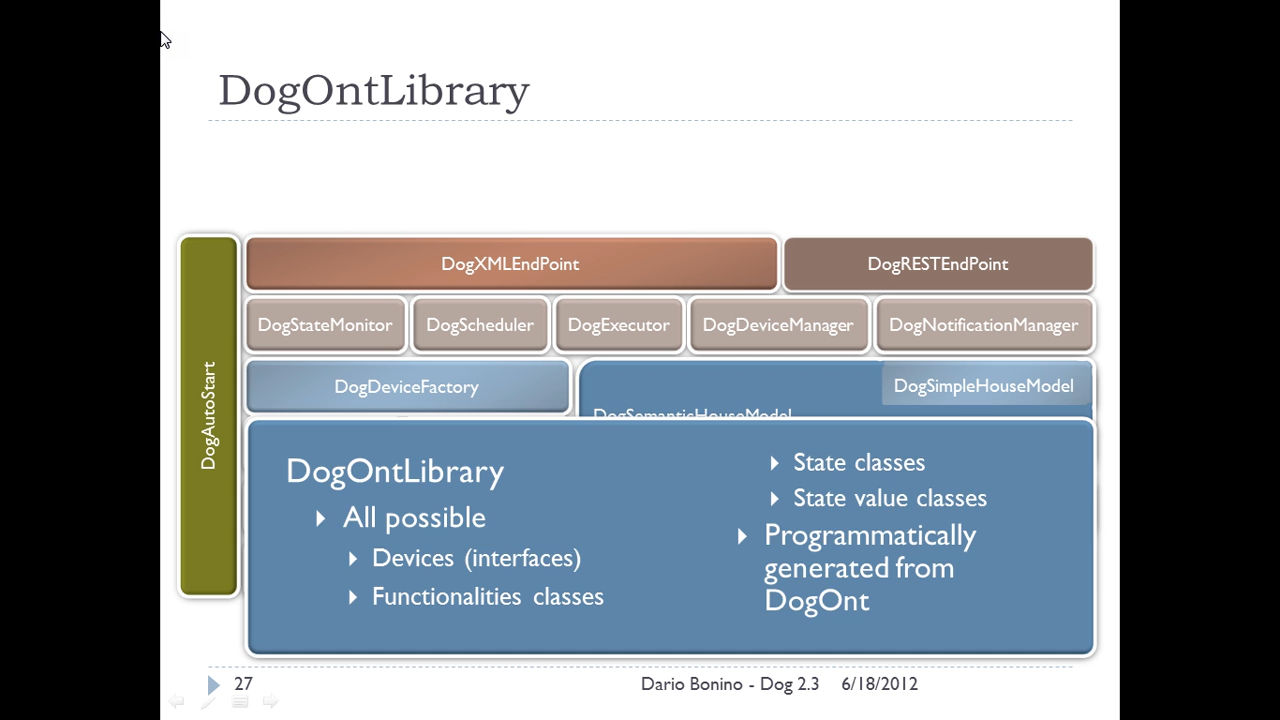 DogOntLibrary
DogXMLEndPoint
DogRESTEndPoint
DogStateMonitor
DogScheduler
DogExecutor
DogDeviceManager
DogNotificationManager
DogDeviceFactory
DogSimpleHouseModel
DogSemanticHouseModel
DogAutoStart
DogOntLibrary
All possible
Devices (interfaces)
Functionalities classes
State classes
State value classes
Programmatically
generated from
DogOnt
27
Dario Bonino - Dog 2.3
6/18/2012